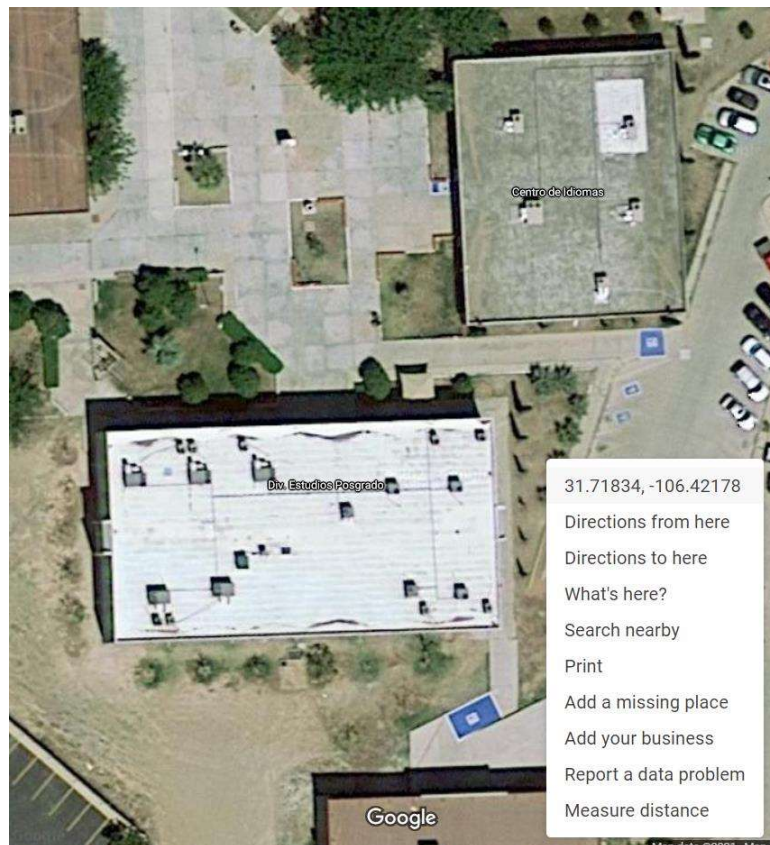 Centro de Idiomas
Div. Estudios Posgrado
31.71834, -106.42178
Directions from here
Directions to here
What's here?
Search nearby
Print
Add a missing place
Add your business
Report a data problem
Measure distance
Google
Google